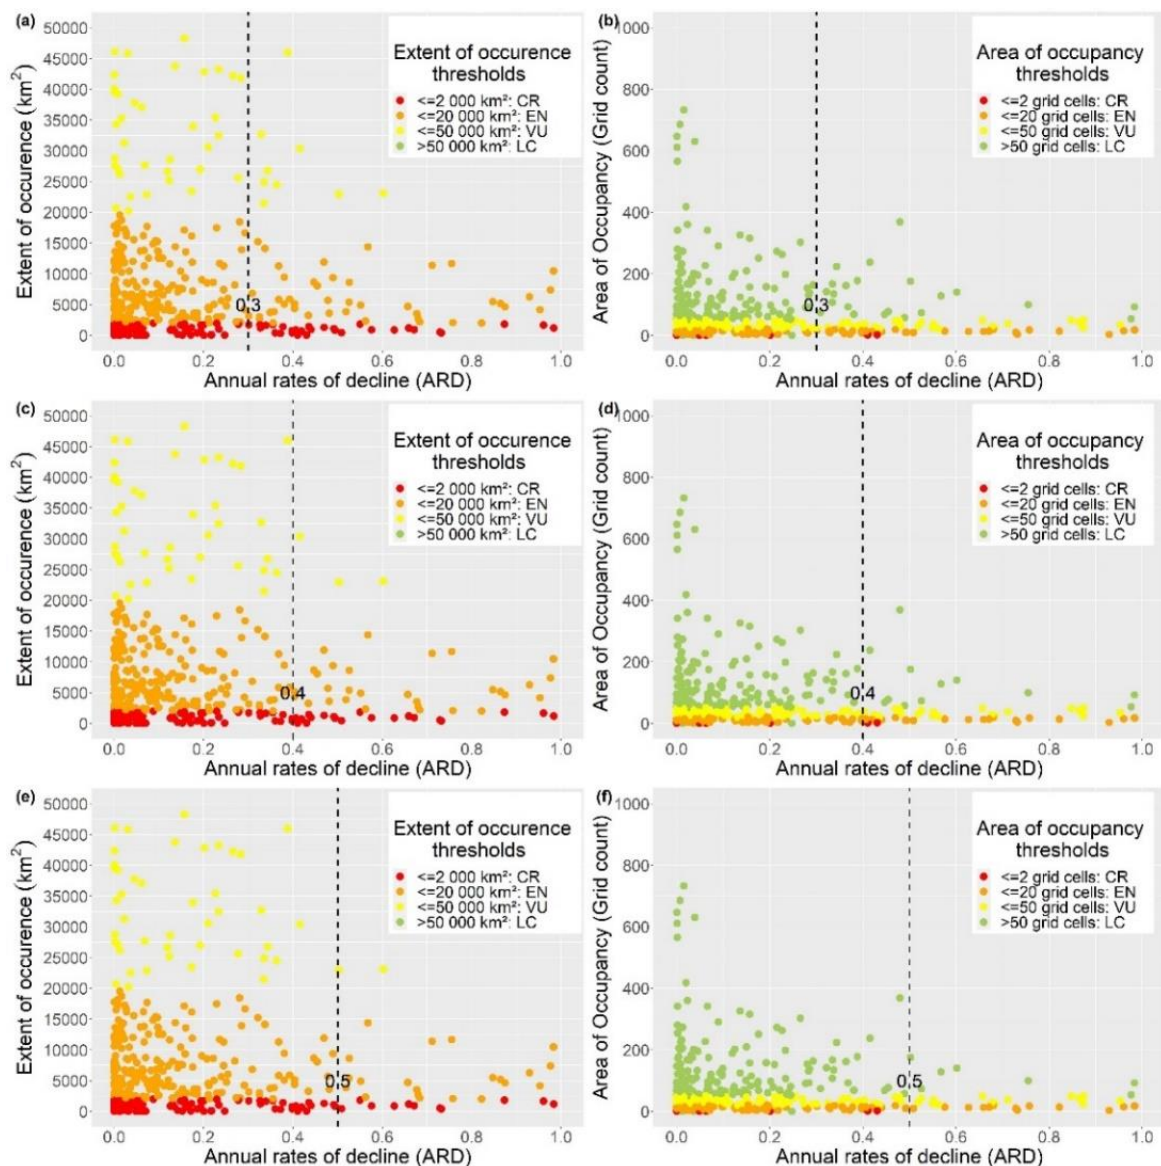 (a)
50000
45000
40000
35000
30000
25000
20000
15000
10000
5000
0
Extent of occurence (km²)
Extent of occurence
thresholds
<=2 000 km²: CR
<=20 000 km²: EN
<=50 000 km²: VU
>50 000 km²: LC
0.3
0.0 0.2 0.4 0.6 0.8 1.0
Annual rates of decline (ARD)
(b)
1000
800
600
400
200
0
Area of Occupancy (Grid count)
Area of occupancy
thresholds
<=2 grid cells: CR
<=20 grid cells: EN
<=50 grid cells: VU
>50 grid cells: LC
0.3
0.0 0.2 0.4 0.6 0.8 1.0
Annual rates of decline (ARD)
(c)
50000
45000
40000
35000
30000
25000
20000
15000
10000
5000
0
Extent of occurence (km²)
Extent of occurence
thresholds
<=2 000 km²: CR
<=20 000 km²: EN
<=50 000 km²: VU
>50 000 km²: LC
0.4
0.0 0.2 0.4 0.6 0.8 1.0
Annual rates of decline (ARD)
(d)
1000
800
600
400
200
0
Area of Occupancy (Grid count)
Area of occupancy
thresholds
<=2 grid cells: CR
<=20 grid cells: EN
<=50 grid cells: VU
>50 grid cells: LC
0.4
0.0 0.2 0.4 0.6 0.8 1.0
Annual rates of decline (ARD)
(e)
50000
45000
40000
35000
30000
25000
20000
15000
10000
5000
0
Extent of occurence (km²)
Extent of occurence
thresholds
<=2 000 km²: CR
<=20 000 km²: EN
<=50 000 km²: VU
>50 000 km²: LC
0.5
0.0 0.2 0.4 0.6 0.8 1.0
Annual rates of decline (ARD)
(f)
1000
800
600
400
200
0
Area of Occupancy (Grid count)
Area of occupancy
thresholds
<=2 grid cells: CR
<=20 grid cells: EN
<=50 grid cells: VU
>50 grid cells: LC
0.5
0.0 0.2 0.4 0.6 0.8 1.0
Annual rates of decline (ARD)